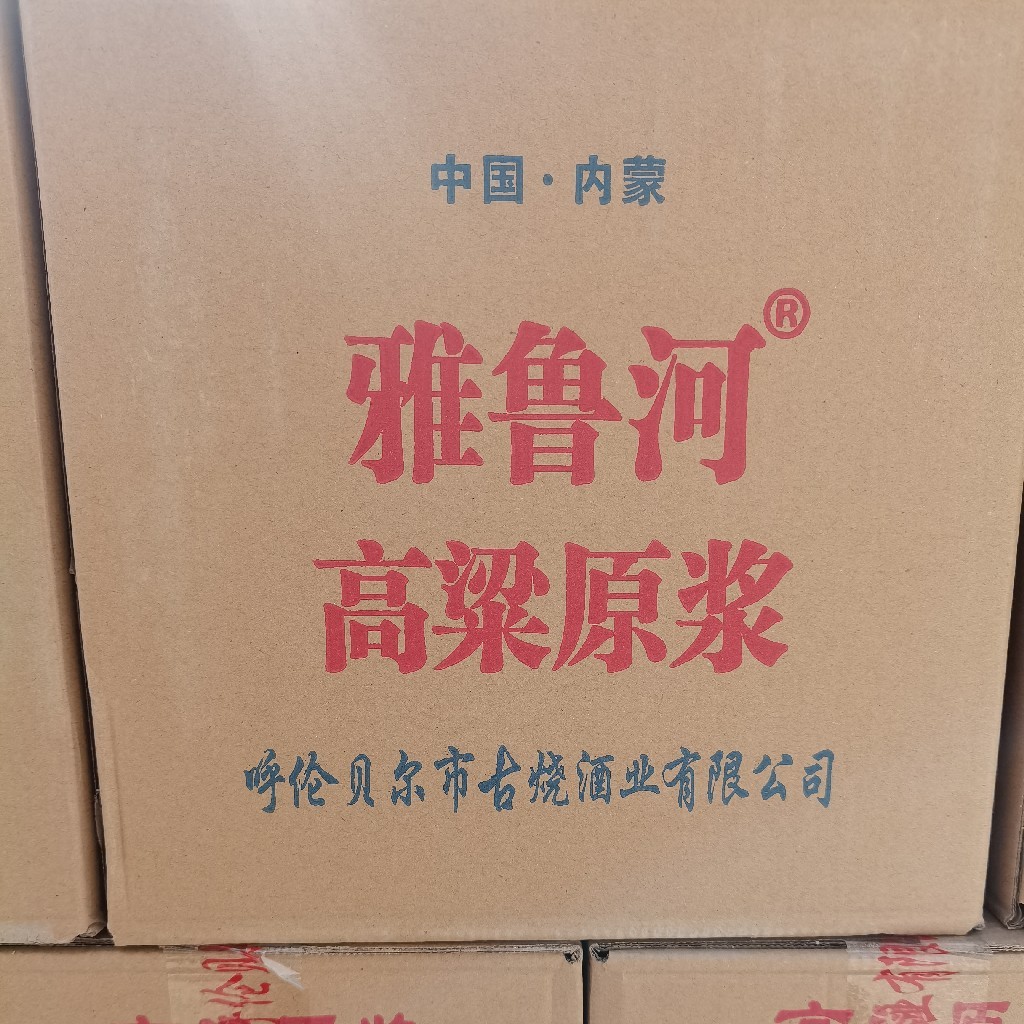 中国·内蒙
雅鲁河®
高粱原浆
呼伦贝尔市古烧酒业有限公司